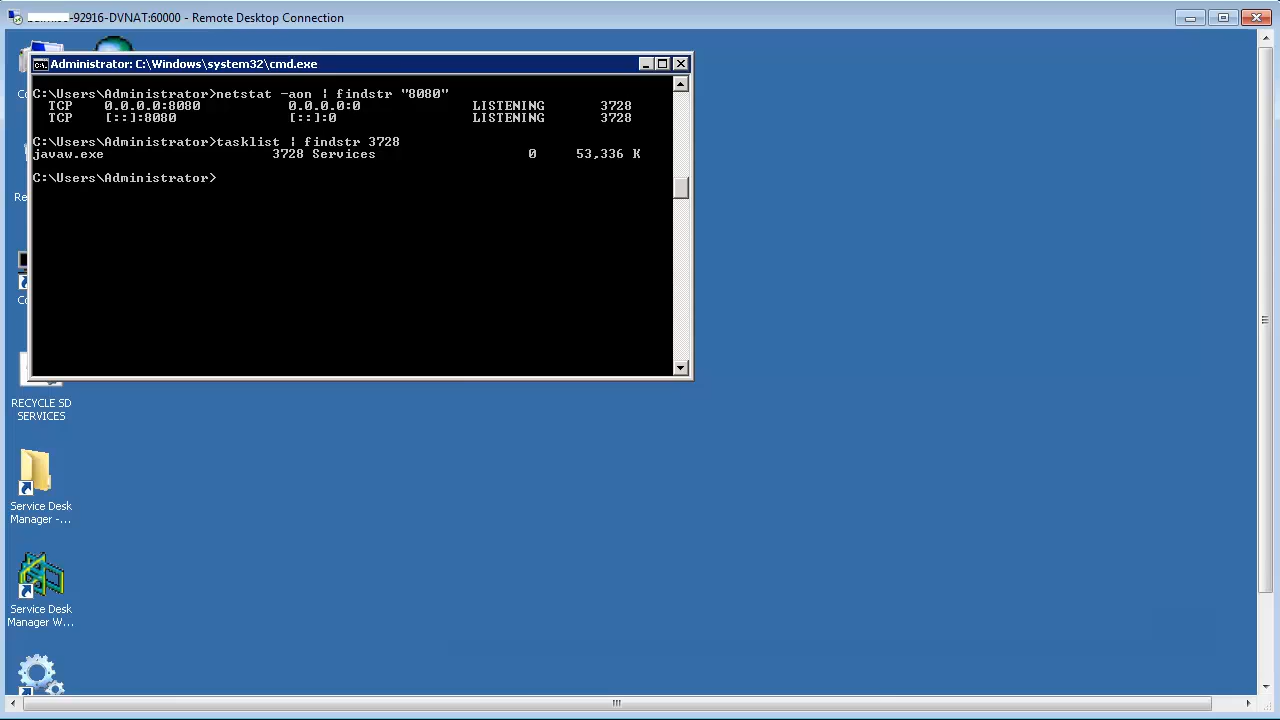 -92916-DVNAT:60000 - Remote Desktop Connection
Administrator: C:\Windows\system32\cmd.exe
C:\Users\Administrator>netstat -aon | findstr "8080"
TCP 0.0.0.0:8080 0.0.0.0:0 LISTENING 3728
TCP [::]:8080 [::]:0 LISTENING 3728
C:\Users\Administrator>tasklist | findstr 3728
javaw.exe 3728 Services 0 53,336 K
C:\Users\Administrator>
Co
Re
Co
RECYCLE SD
SERVICES
Service Desk
Manager -...
Service Desk
Manager W...